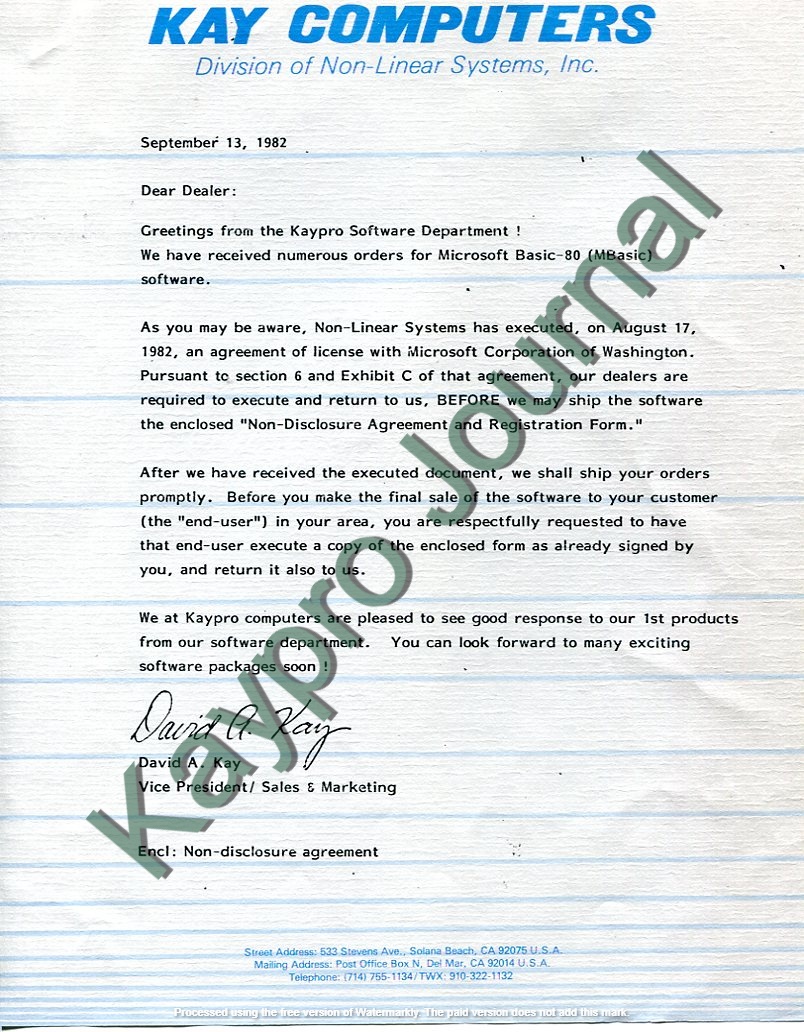 KAY COMPUTERS
Division of Non-Linear Systems, Inc.
September 13, 1982
Dear Dealer:
Greetings from the Kaypro Software Department !
We have received numerous orders for Microsoft Basic-80 (MBasic)
software.
As you may be aware, Non-Linear Systems has executed, on August 17,
1982, an agreement of license with Microsoft Corporation of Washington.
Pursuant to section 6 and Exhibit C of that agreement, our dealers are
required to execute and return to us, BEFORE we may ship the software
the enclosed "Non-Disclosure Agreement and Registration Form."
After we have received the executed document, we shall ship your orders
promptly. Before you make the final sale of the software to your customer
(the "end-user") in your area, you are respectfully requested to have
that end-user execute a copy of the enclosed form as already signed by
you, and return it also to us.
We at Kaypro computers are pleased to see good response to our 1st products
from our software department. You can look forward to many exciting
software packages soon !
David A. Kay
David A. Kay
Vice President/ Sales & Marketing
Encl: Non-disclosure agreement
Street Address: 533 Stevens Ave., Solana Beach, CA 92075 U.S.A.
Mailing Address: Post Office Box N, Del Mar, CA 92014 U.S.A.
Telephone: (714) 755-1134/TWX: 910-322-1132
Kaypro Journal
Processed using the free version of Watermarkly. The paid version does not add this mark.